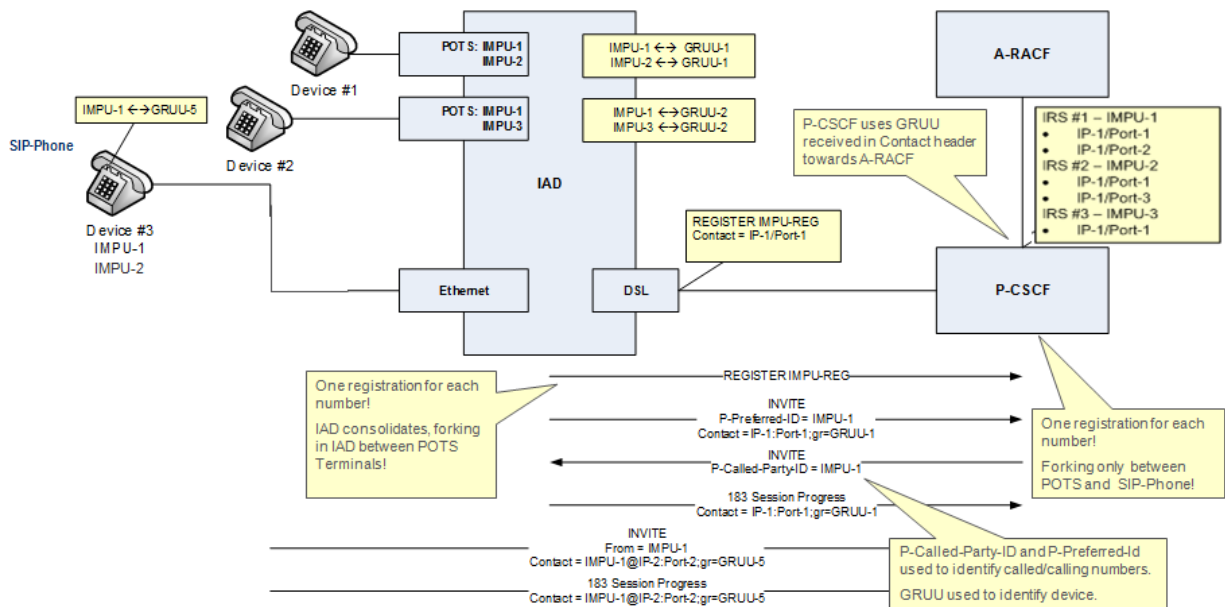 POTS: IMPU-1
IMPU-2
Device #1
IMPU-1 ←→ GRUU-1
IMPU-2 ←→ GRUU-1
A-RACF
IMPU-1 ←→GRUU-5
SIP-Phone
POTS: IMPU-1
IMPU-3
Device #2
IMPU-1 ←→GRUU-2
IMPU-3 ←→GRUU-2
IAD
P-CSCF uses GRUU
received in Contact header
towards A-RACF
IRS #1 – IMPU-1
• IP-1/Port-1
• IP-1/Port-2
IRS #2 – IMPU-2
• IP-1/Port-1
• IP-1/Port-3
IRS #3 – IMPU-3
• IP-1/Port-1
Device #3
IMPU-1
IMPU-2
REGISTER IMPU-REG
Contact = IP-1/Port-1
Ethernet
DSL
P-CSCF
One registration for each
number!
IAD consolidates, forking
in IAD between POTS
Terminals!
REGISTER IMPU-REG
INVITE
P-Preferred-ID = IMPU-1
Contact = IP-1:Port-1;gr=GRUU-1
INVITE
P-Called-Party-ID = IMPU-1
183 Session Progress
Contact = IP-1:Port-1;gr=GRUU-1
One registration for each
number!
Forking only between
POTS and SIP-Phone!
INVITE
From = IMPU-1
Contact = IMPU-1@IP-2:Port-2;gr=GRUU-5
183 Session Progress
Contact = IMPU-1@IP-2:Port-2;gr=GRUU-5
P-Called-Party-ID and P-Preferred-Id
used to identify called/calling numbers.
GRUU used to identify device.